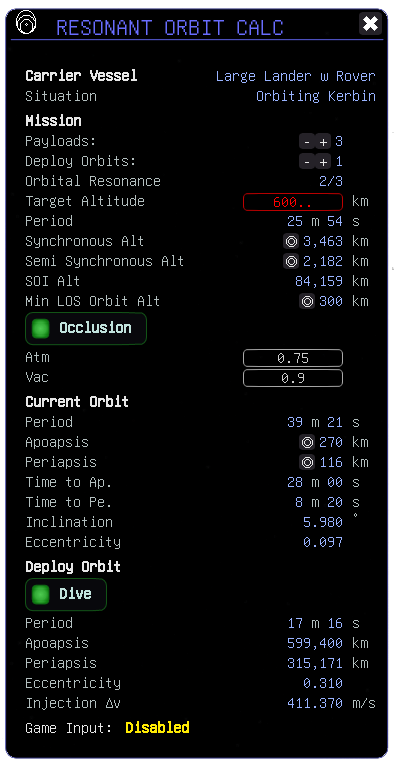 RESONANT ORBIT CALC
Carrier Vessel Large Lander w Rover
Situation Orbiting Kerbin
Mission
Payloads: - + 3
Deploy Orbits: - + 1
Orbital Resonance 2/3
Target Altitude 600.. km
Period 25 m 54 s
Synchronous Alt 3,463 km
Semi Synchronous Alt 2,182 km
SOI Alt 84,159 km
Min LOS Orbit Alt 300 km
Occlusion
Atm 0.75
Vac 0.9
Current Orbit
Period 39 m 21 s
Apoapsis 270 km
Periapsis 116 km
Time to Ap. 28 m 00 s
Time to Pe. 8 m 20 s
Inclination 5.980 °
Eccentricity 0.097
Deploy Orbit
Dive
Period 17 m 16 s
Apoapsis 599,400 km
Periapsis 315,171 km
Eccentricity 0.310
Injection Δv 411.370 m/s
Game Input: Disabled